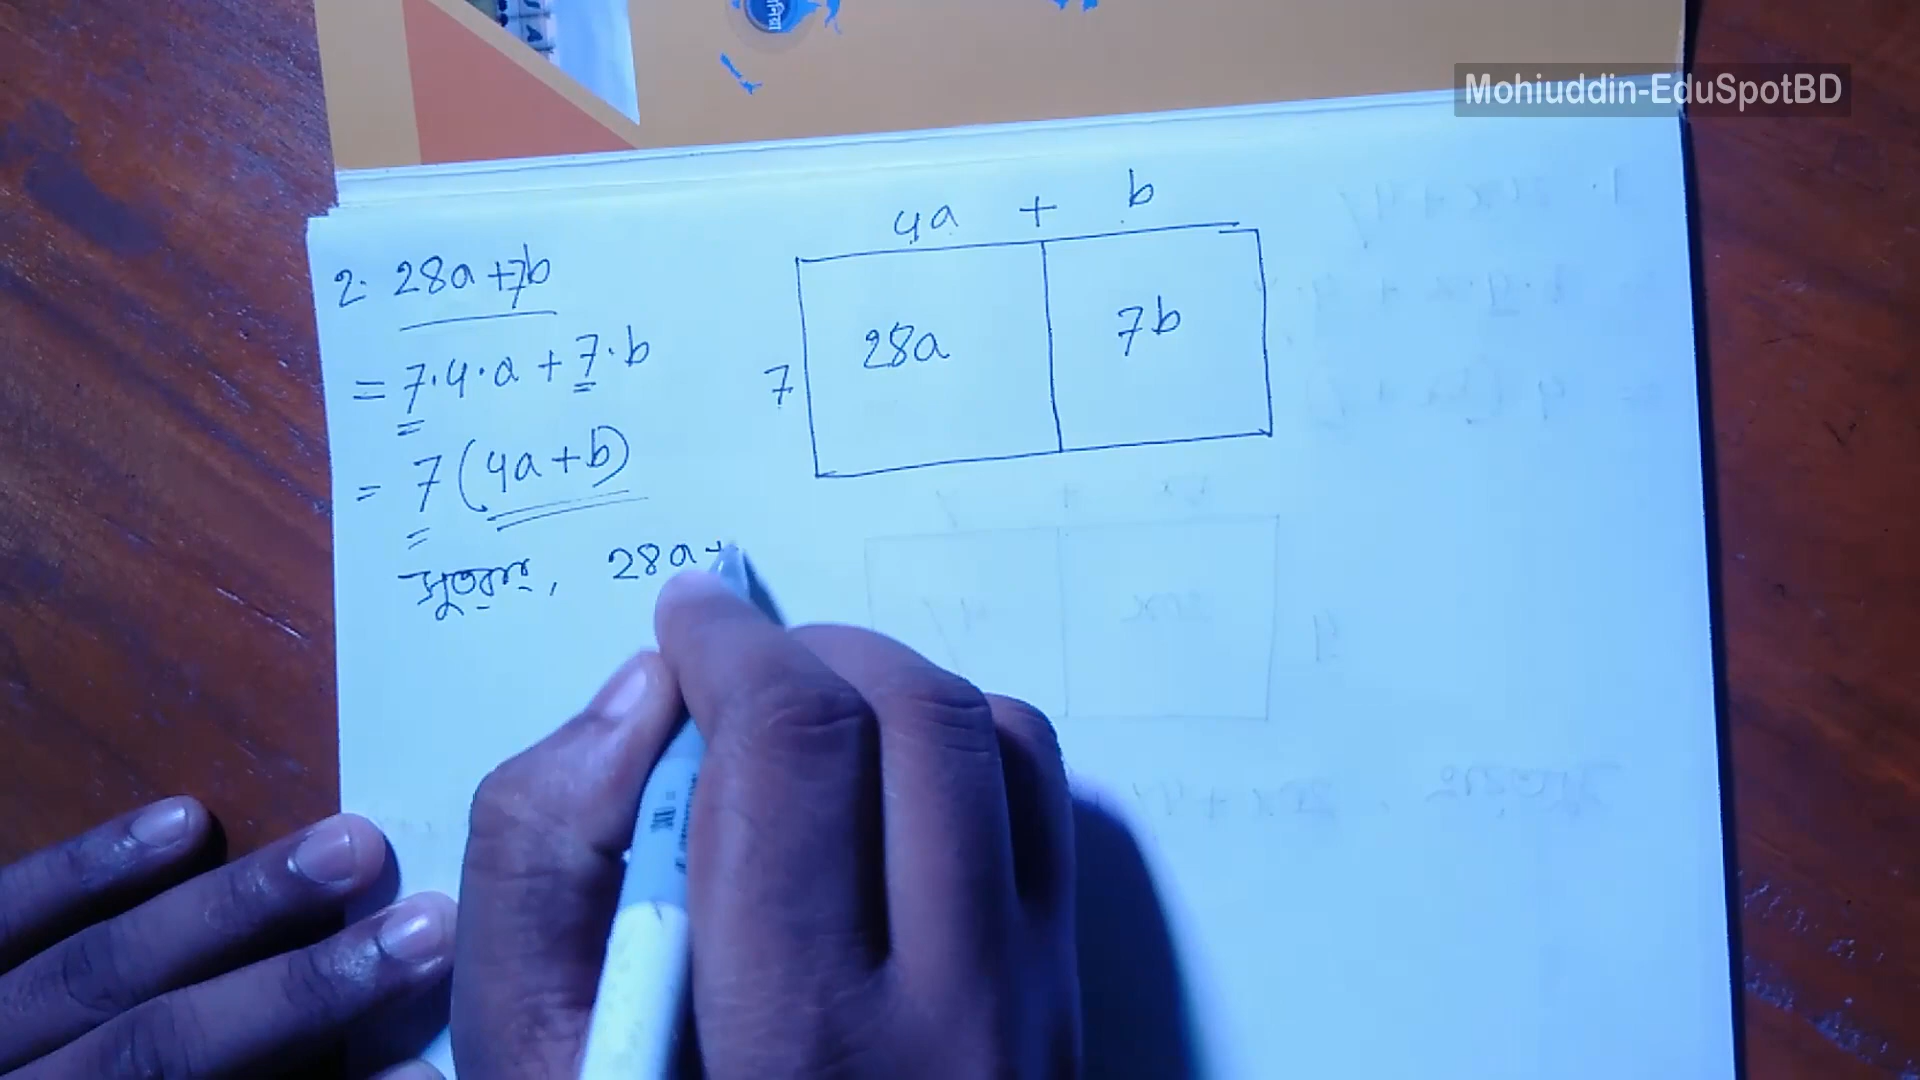 Mohiuddin-EduSpotBD
2. 28a+7b
= 7·4·a + 7·b
= 7(4a+b)
সুতরাং, 28a+
4a + b
7 28a 7b